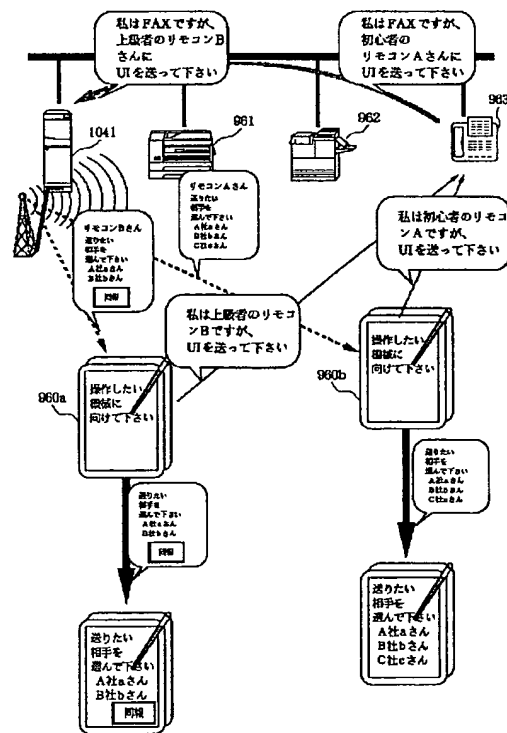 私はFAXですが、
上級者のリモコンB
さんに
UIを送って下さい
私はFAXですが、
初心者の
リモコンAさんに
UIを送って下さい
1041
961
962
963
リモコンAさん
送りたい
相手を
選んで下さい
A社aさん
B社bさん
C社cさん
リモコンBさん
送りたい
相手を
選んで下さい
A社aさん
B社bさん
同報
私は初心者のリモコ
ンAですが、UIを
送って下さい
私は上級者のリモコ
ンBですが、
UIを送って下さい
960a
操作したい
機械に
向けて下さい
960b
操作したい
機械に
向けて下さい
送りたい
相手を
選んで下さい
A社aさん
B社bさん
同報
送りたい
相手を
選んで下さい
A社aさん
B社bさん
C社cさん
送りたい
相手を
選んで下さい
A社aさん
B社bさん
同報
送りたい
相手を
選んで下さい
A社aさん
B社bさん
C社cさん